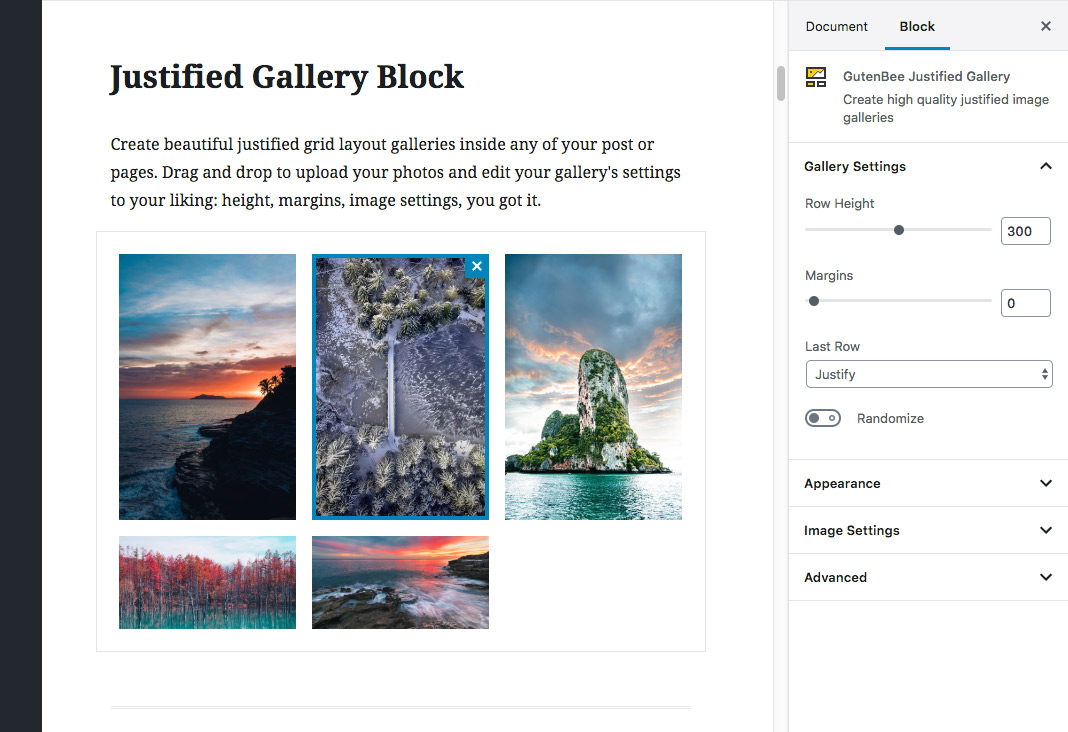 Justified Gallery Block
Create beautiful justified grid layout galleries inside any of your post or
pages. Drag and drop to upload your photos and edit your gallery's settings
to your liking: height, margins, image settings, you got it.
Document
Block
GutenBee Justified Gallery
Create high quality justified image
galleries
Gallery Settings
Row Height
300
Margins
0
Last Row
Justify
Randomize
Appearance
Image Settings
Advanced